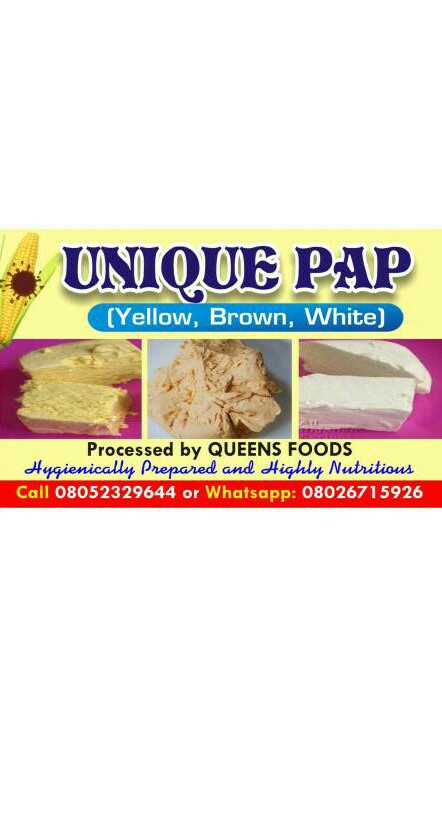 UNIQUE PAP
(Yellow, Brown, White)
Processed by QUEENS FOODS
Hygienically Prepared and Highly Nutritious
Call 08052329644 or Whatsapp: 08026715926